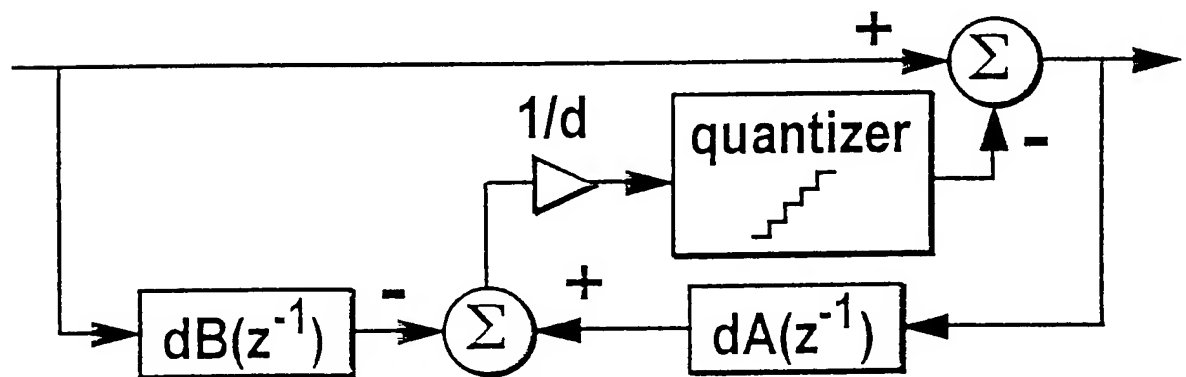 +
Σ
1/d
quantizer
-
- + 
dB(z⁻¹) Σ dA(z⁻¹)